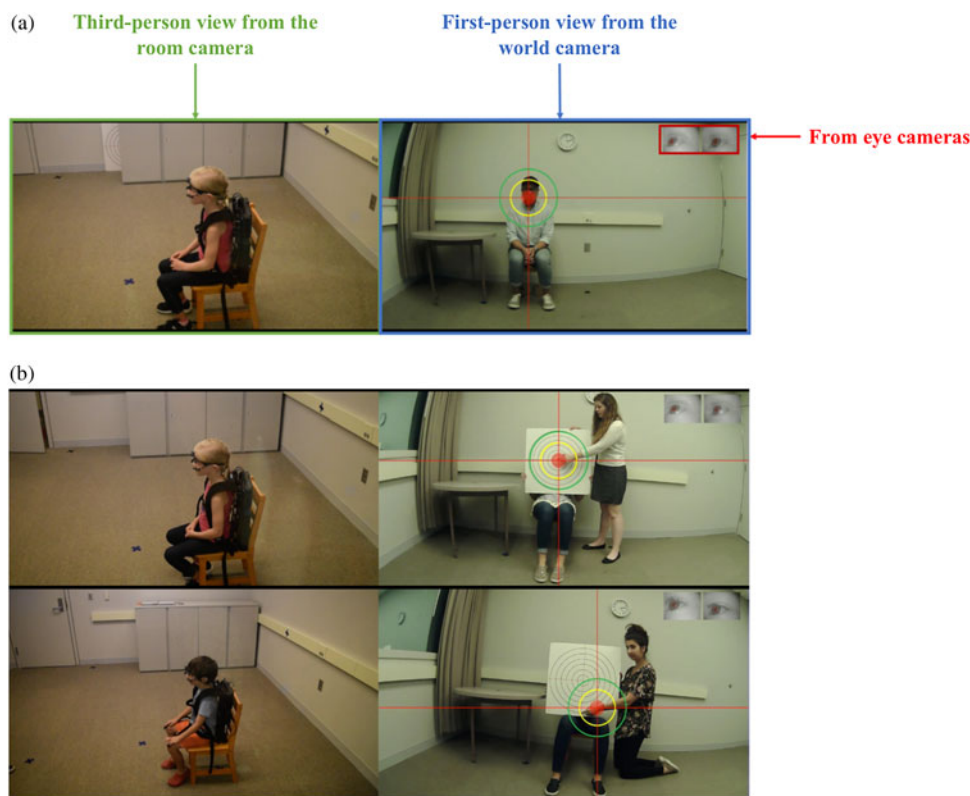 (a)
Third-person view from the
room camera
First-person view from the
world camera
From eye cameras
(b)